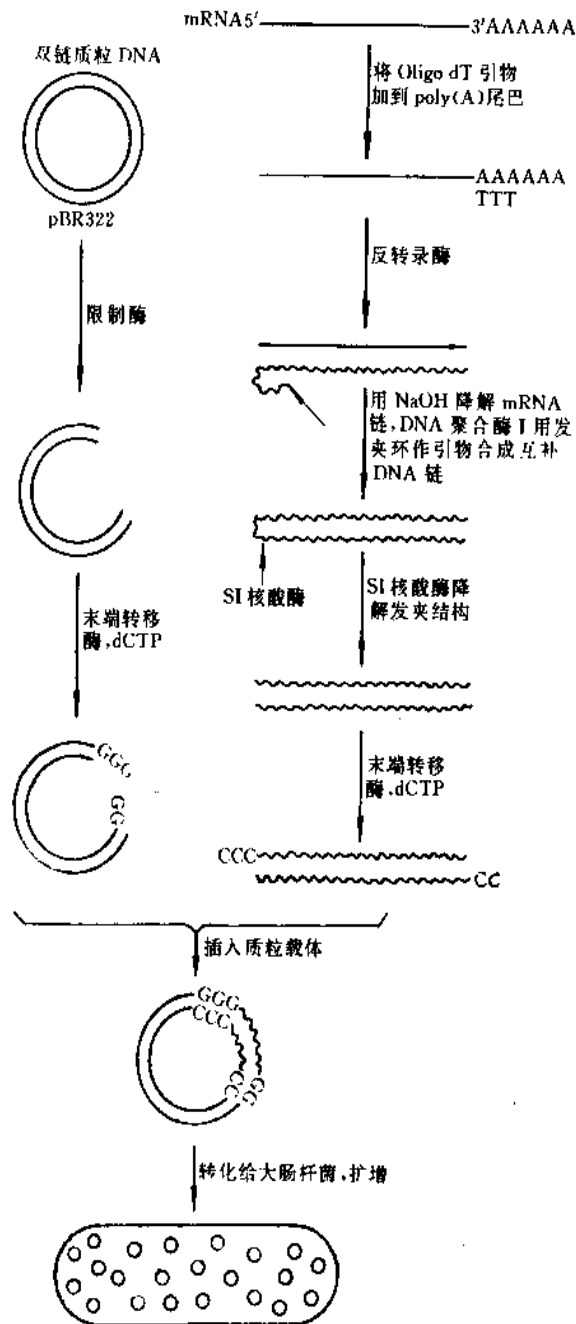 mRNA5′ 3′AAAAAA
双链质粒 DNA
将 Oligo dT 引物
加到 poly(A)尾巴
AAAAAA
TTT
pBR322
反转录酶
限制酶
用 NaOH 降解 mRNA
链,DNA 聚合酶 I 用发
夹环作引物合成互补
DNA 链
SI 核酸酶
SI 核酸酶降
解发夹结构
末端转移
酶,dCTP
GGG
GG
末端转移
酶,dCTP
CCC
CC
插入质粒载体
GGG
CCC
CC
GG
转化给大肠杆菌,扩增